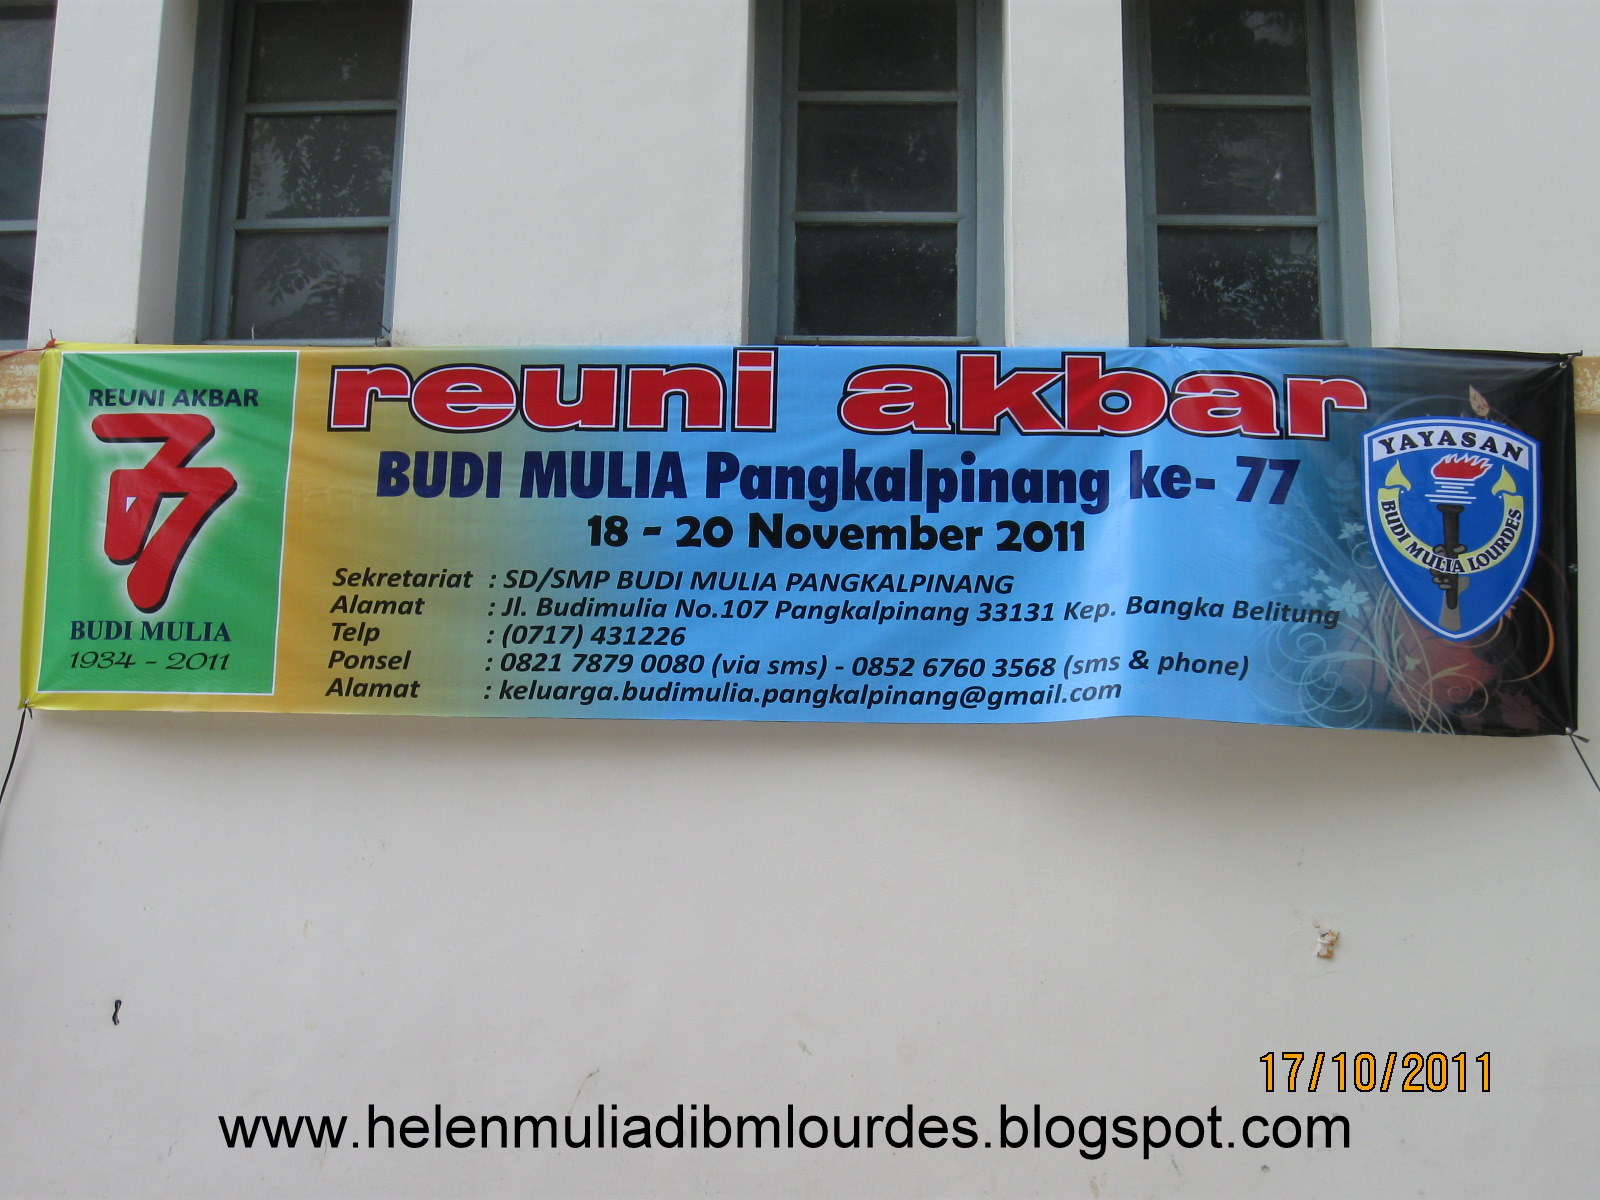 REUNI AKBAR
77
BUDI MULIA
1934 - 2011
reuni akbar
BUDI MULIA Pangkalpinang ke- 77
18 - 20 November 2011
Sekretariat : SD/SMP BUDI MULIA PANGKALPINANG
Alamat : Jl. Budimulia No.107 Pangkalpinang 33131 Kep. Bangka Belitung
Telp : (0717) 431226
Ponsel : 0821 7879 0080 (via sms) - 0852 6760 3568 (sms & phone)
Alamat : keluarga.budimulia.pangkalpinang@gmail.com
YAYASAN
BUDI MULIA LOURDES
17/10/2011
www.helenmuliadibmlourdes.blogspot.com